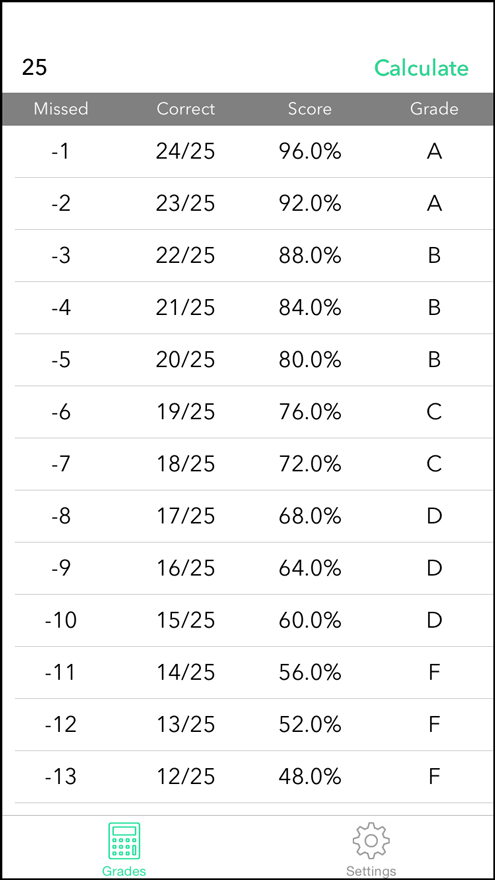 25 Calculate
Missed Correct Score Grade
-1 24/25 96.0% A
-2 23/25 92.0% A
-3 22/25 88.0% B
-4 21/25 84.0% B
-5 20/25 80.0% B
-6 19/25 76.0% C
-7 18/25 72.0% C
-8 17/25 68.0% D
-9 16/25 64.0% D
-10 15/25 60.0% D
-11 14/25 56.0% F
-12 13/25 52.0% F
-13 12/25 48.0% F
Grades Settings